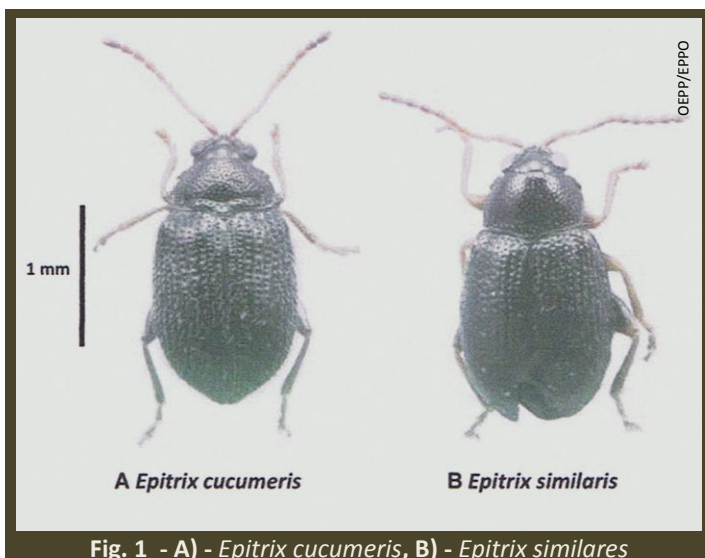 OEPP/EPPO
1 mm
A Epitrix cucumeris
B Epitrix similaris
Fig. 1 - A) - Epitrix cucumeris, B) - Epitrix similares